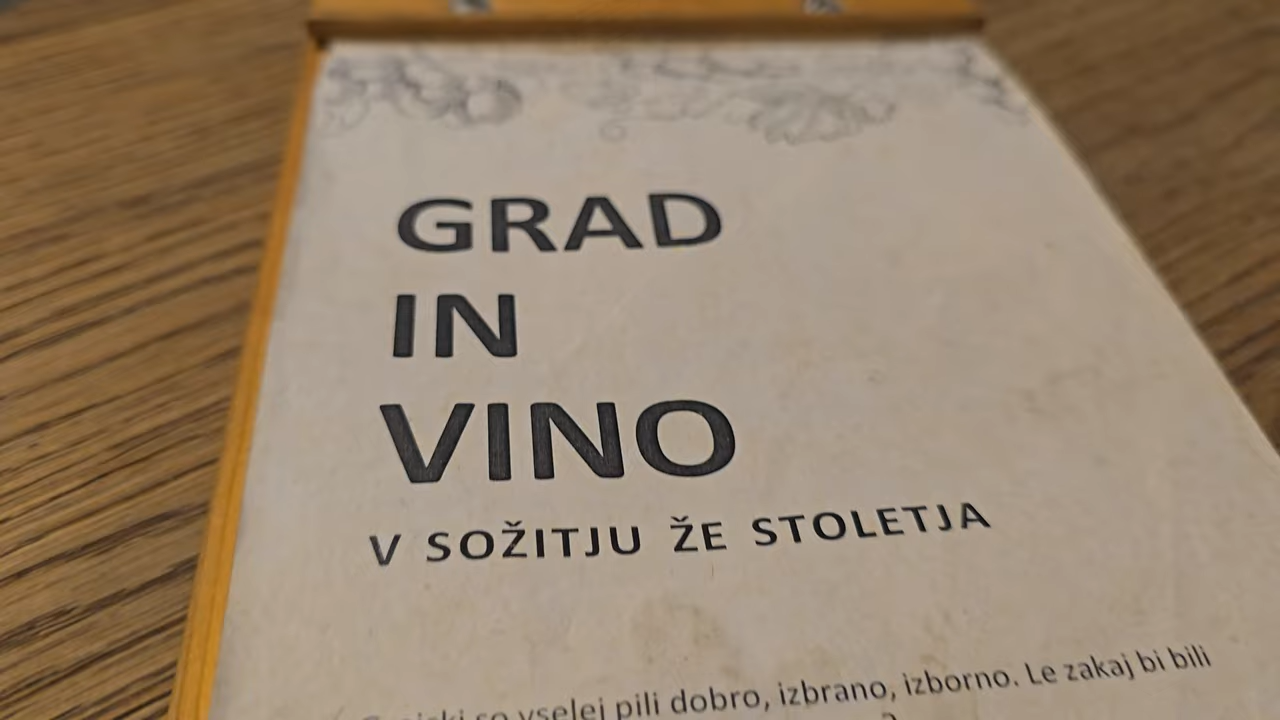 GRAD
IN
VINO
V SOŽITJU ŽE STOLETJA
so vselej pili dobro, izbrano, izborno. Le zakaj bi bili